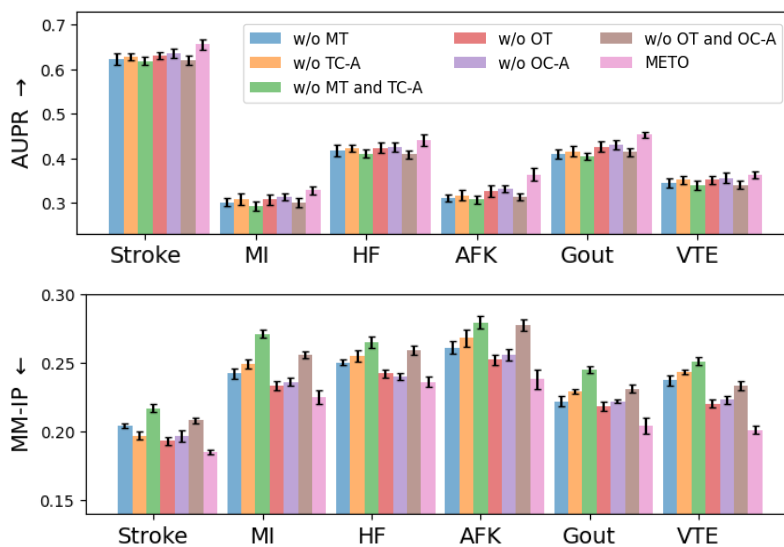 0.7
0.6
0.5
0.4
0.3
AUPR →
w/o MT
w/o TC-A
w/o MT and TC-A
w/o OT
w/o OC-A
w/o OT and OC-A
METO
Stroke MI HF AFK Gout VTE
0.30
0.25
0.20
0.15
MM-IP ←
Stroke MI HF AFK Gout VTE